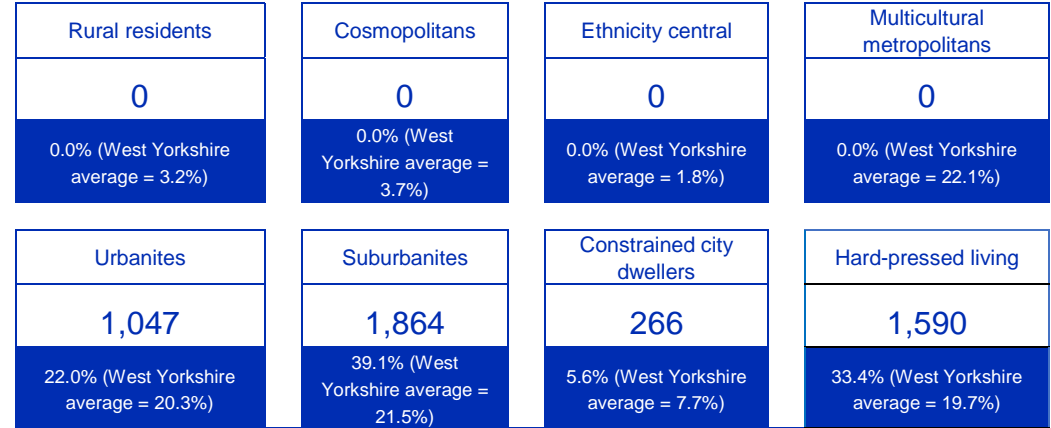 Rural residents
0
0.0% (West Yorkshire
average = 3.2%)
Cosmopolitans
0
0.0% (West
Yorkshire average =
3.7%)
Ethnicity central
0
0.0% (West Yorkshire
average = 1.8%)
Multicultural
metropolitans
0
0.0% (West Yorkshire
average = 22.1%)
Urbanites
1,047
22.0% (West Yorkshire
average = 20.3%)
Suburbanites
1,864
39.1% (West
Yorkshire average =
21.5%)
Constrained city
dwellers
266
5.6% (West Yorkshire
average = 7.7%)
Hard-pressed living
1,590
33.4% (West Yorkshire
average = 19.7%)